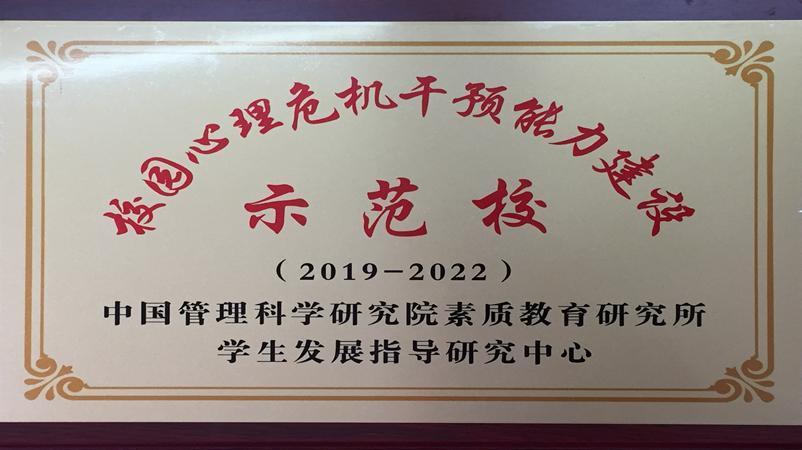 校园心理危机干预能力建设
示范校
（2019-2022）
中国管理科学研究院素质教育研究所
学生发展指导研究中心